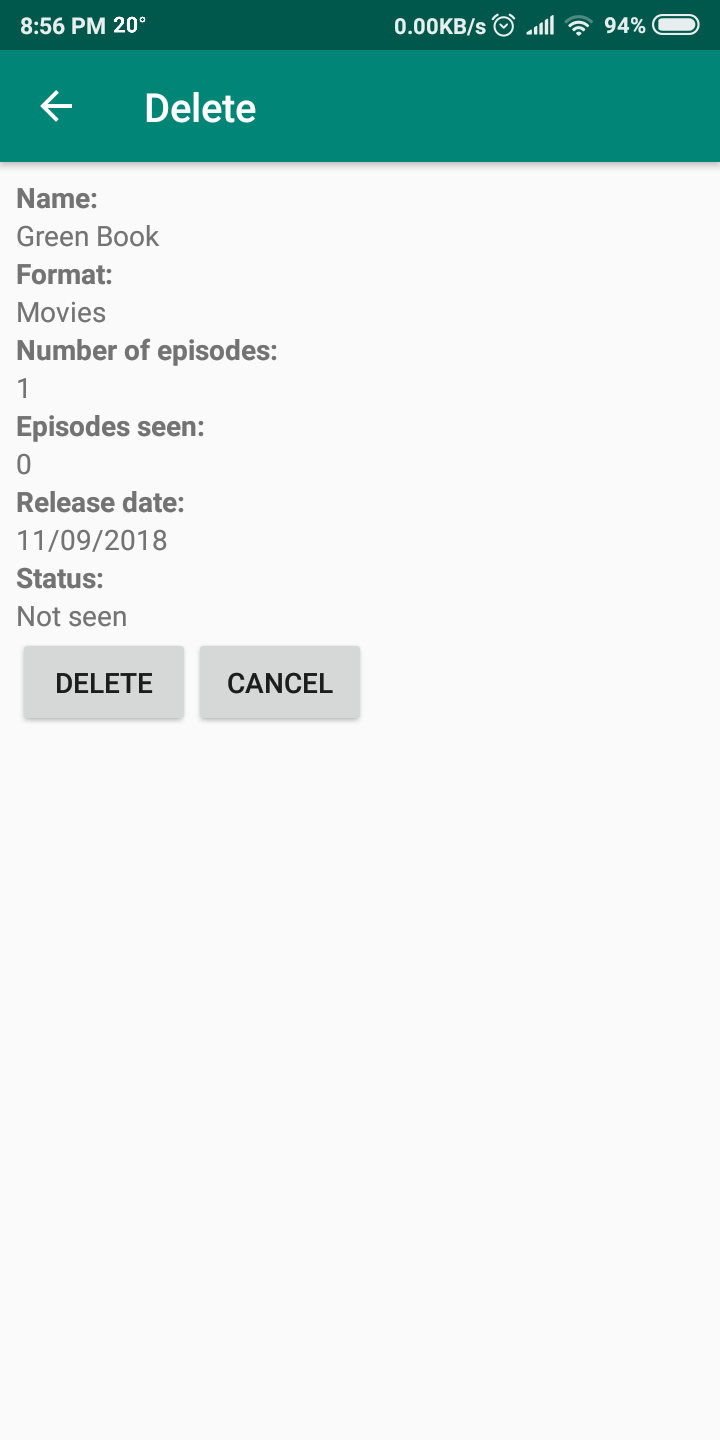 8:56 PM 20° 0.00KB/s 94%
Delete
Name:
Green Book
Format:
Movies
Number of episodes:
1
Episodes seen:
0
Release date:
11/09/2018
Status:
Not seen
DELETE CANCEL